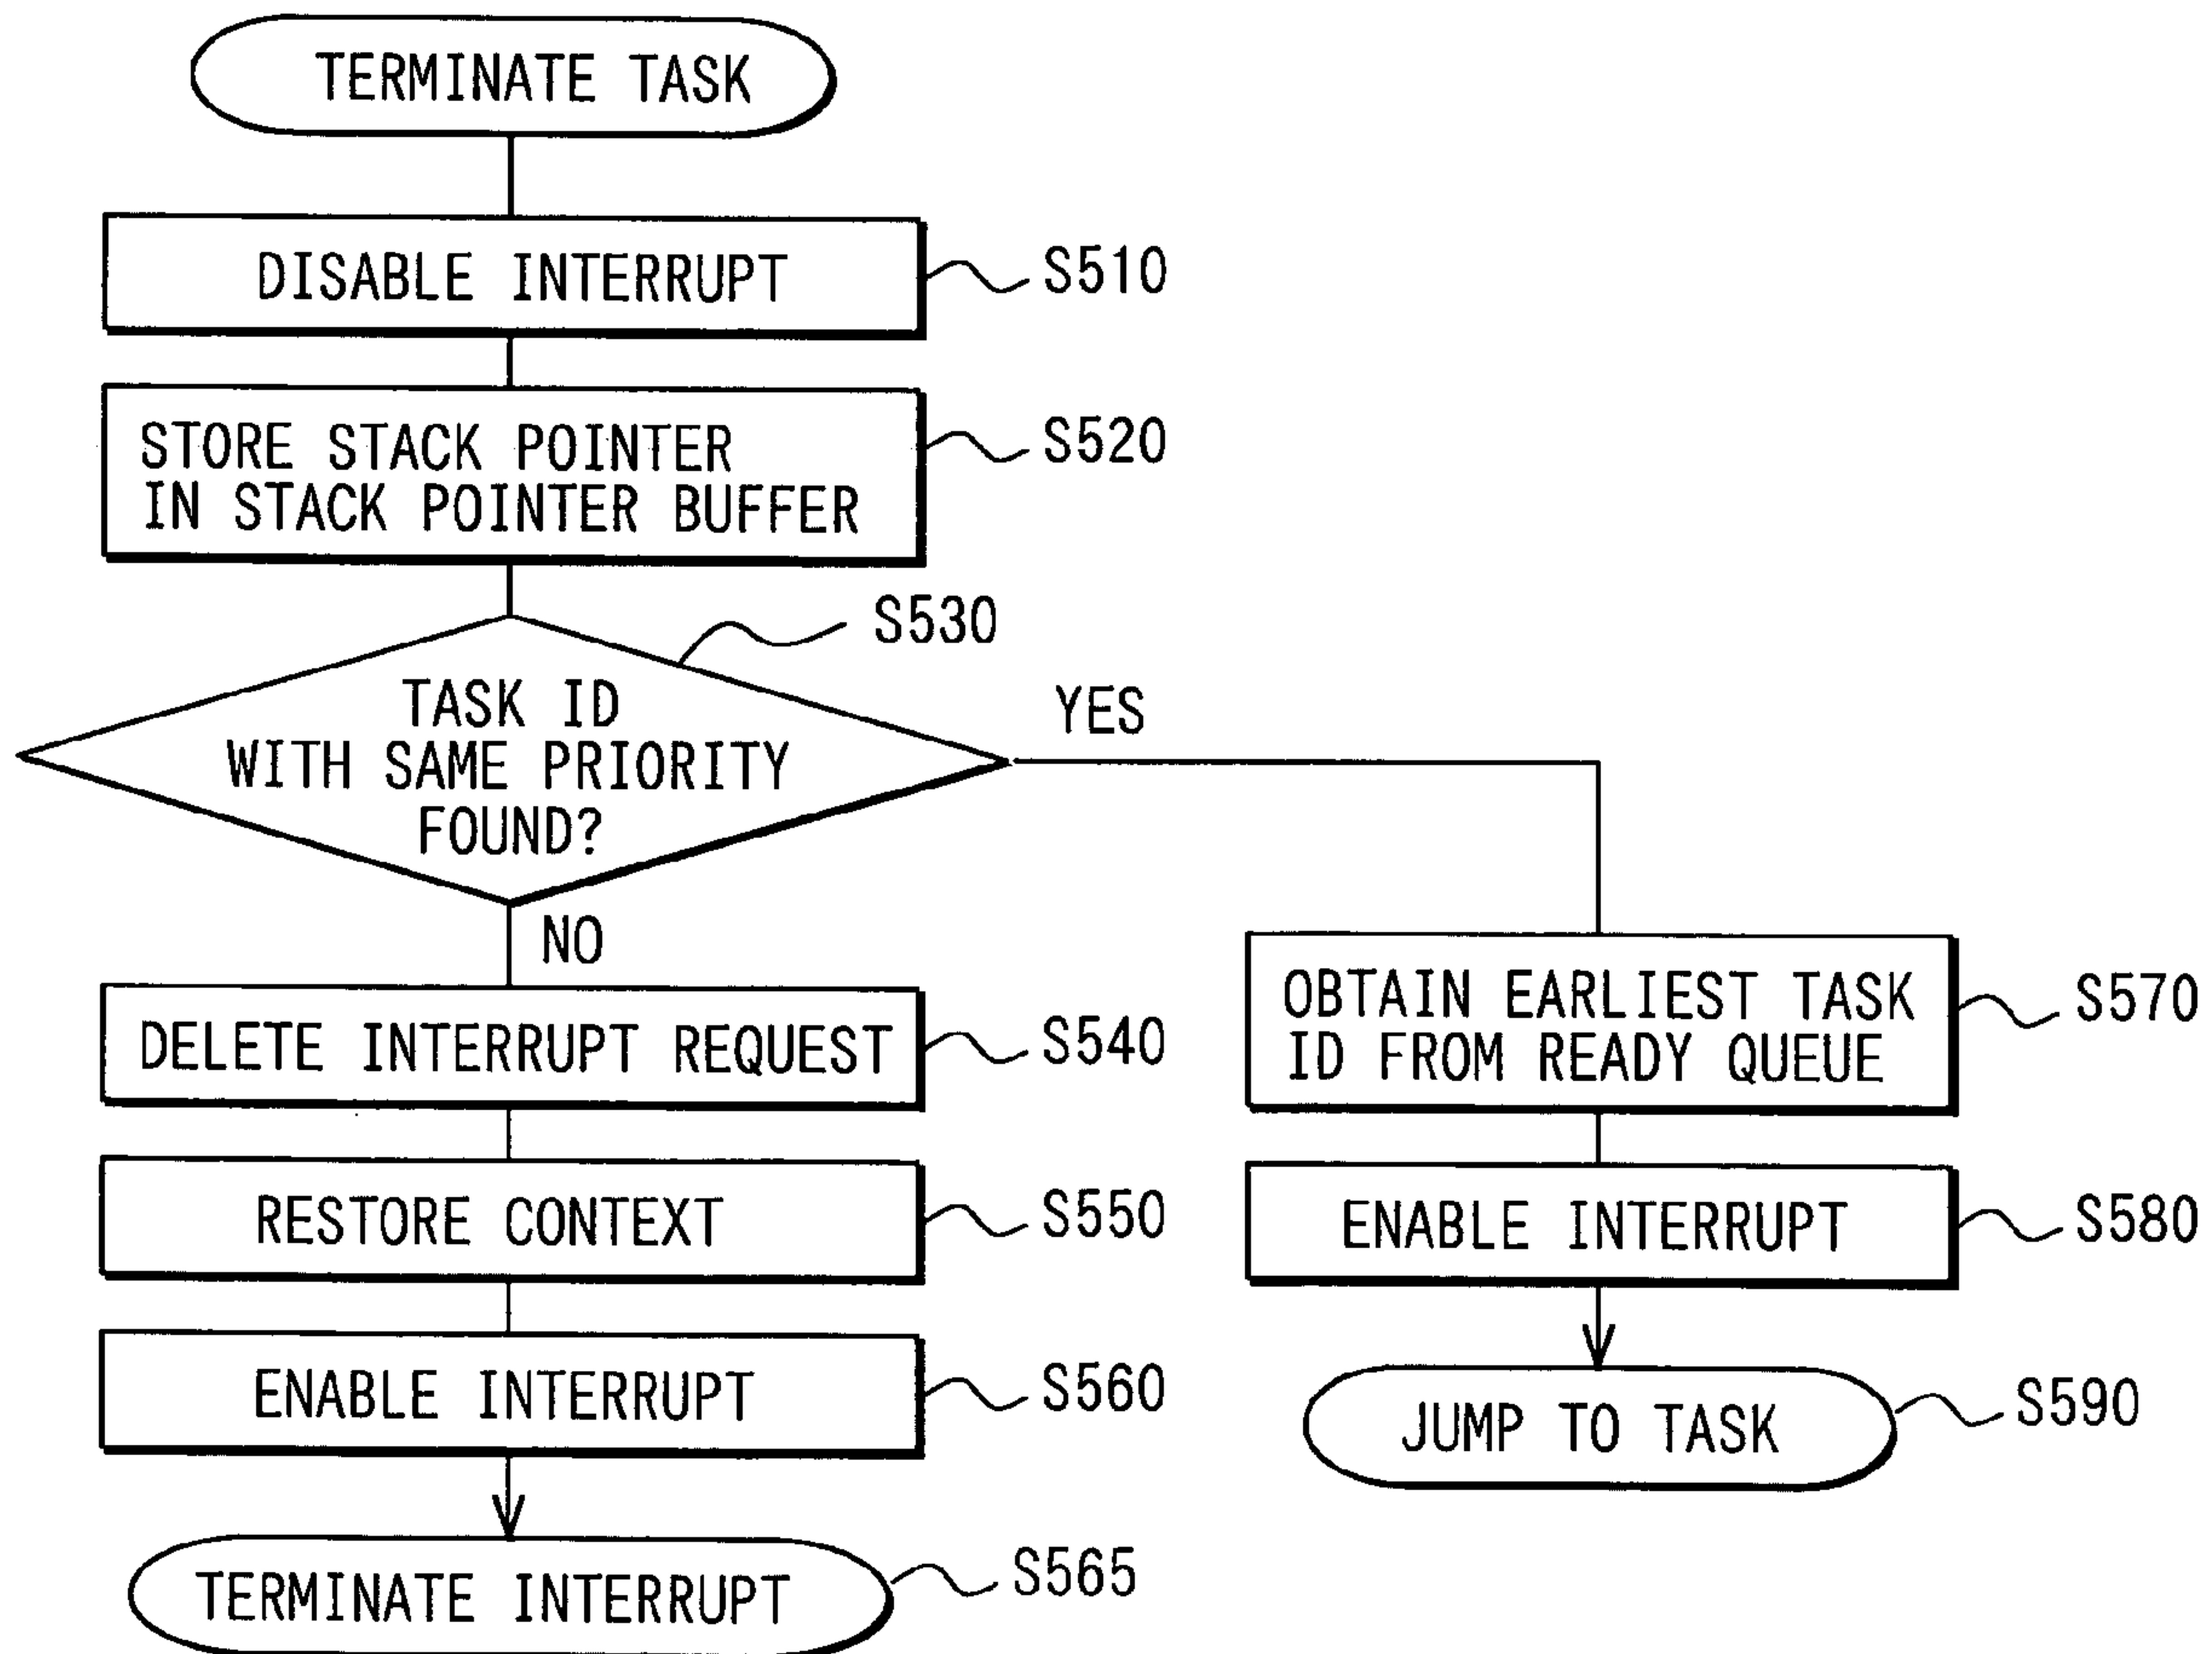 TERMINATE TASK
DISABLE INTERRUPT
S510
STORE STACK POINTER
IN STACK POINTER BUFFER
S520
S530
TASK ID
WITH SAME PRIORITY
FOUND?
YES
NO
DELETE INTERRUPT REQUEST
S540
RESTORE CONTEXT
S550
ENABLE INTERRUPT
S560
TERMINATE INTERRUPT
S565
OBTAIN EARLIEST TASK
ID FROM READY QUEUE
S570
ENABLE INTERRUPT
S580
JUMP TO TASK
S590